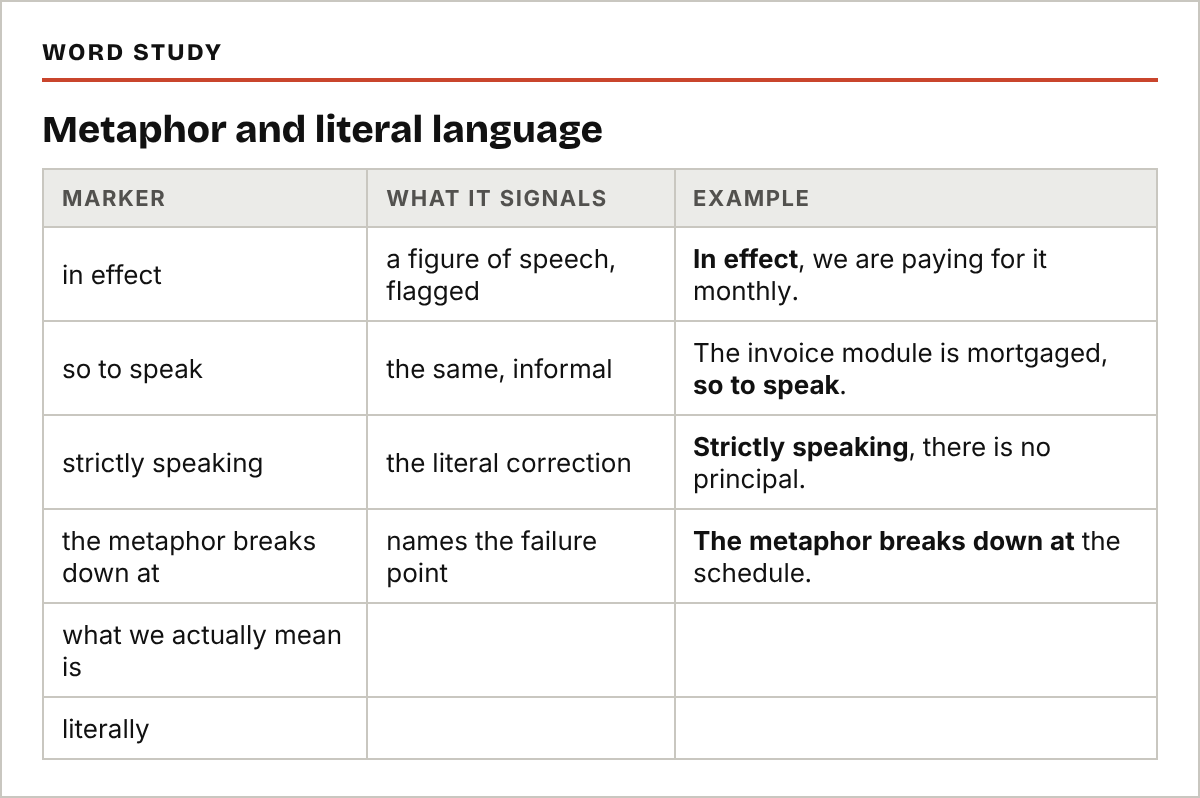 WORD STUDY
Metaphor and literal language
MARKER
WHAT IT SIGNALS
EXAMPLE
in effect
a figure of speech,
flagged
In effect, we are paying for it
monthly.
so to speak
the same, informal
The invoice module is mortgaged,
so to speak.
strictly speaking
the literal correction
Strictly speaking, there is no
principal.
the metaphor breaks
down at
names the failure
point
The metaphor breaks down at the
schedule.
what we actually mean
is
literally